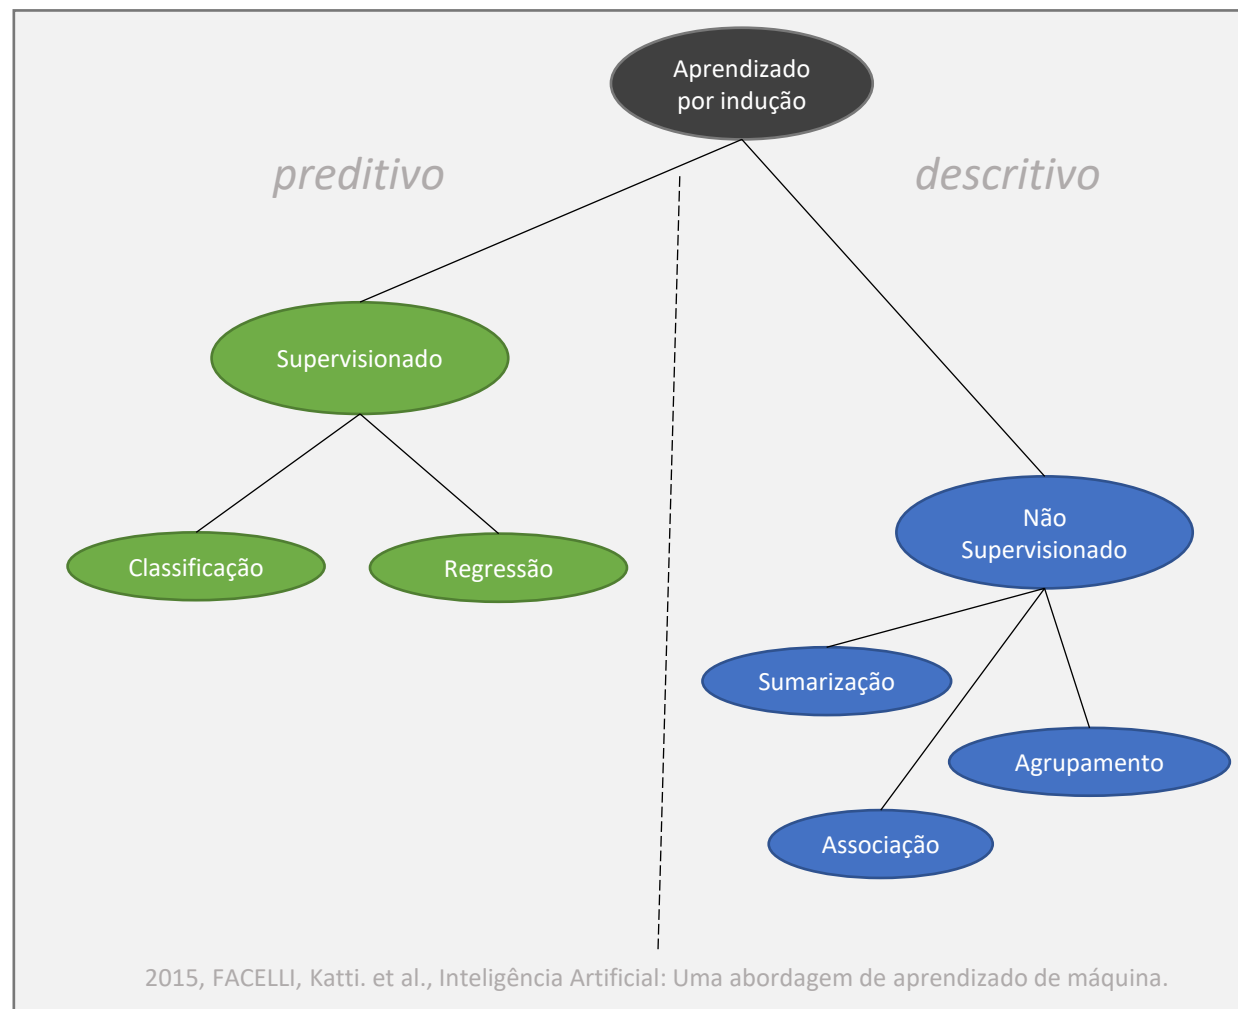 Aprendizado
por indução
preditivo
descritivo
Supervisionado
Classificação
Regressão
Não
Supervisionado
Sumarização
Agrupamento
Associação
2015, FACELLI, Katti. et al., Inteligência Artificial: Uma abordagem de aprendizado de máquina.